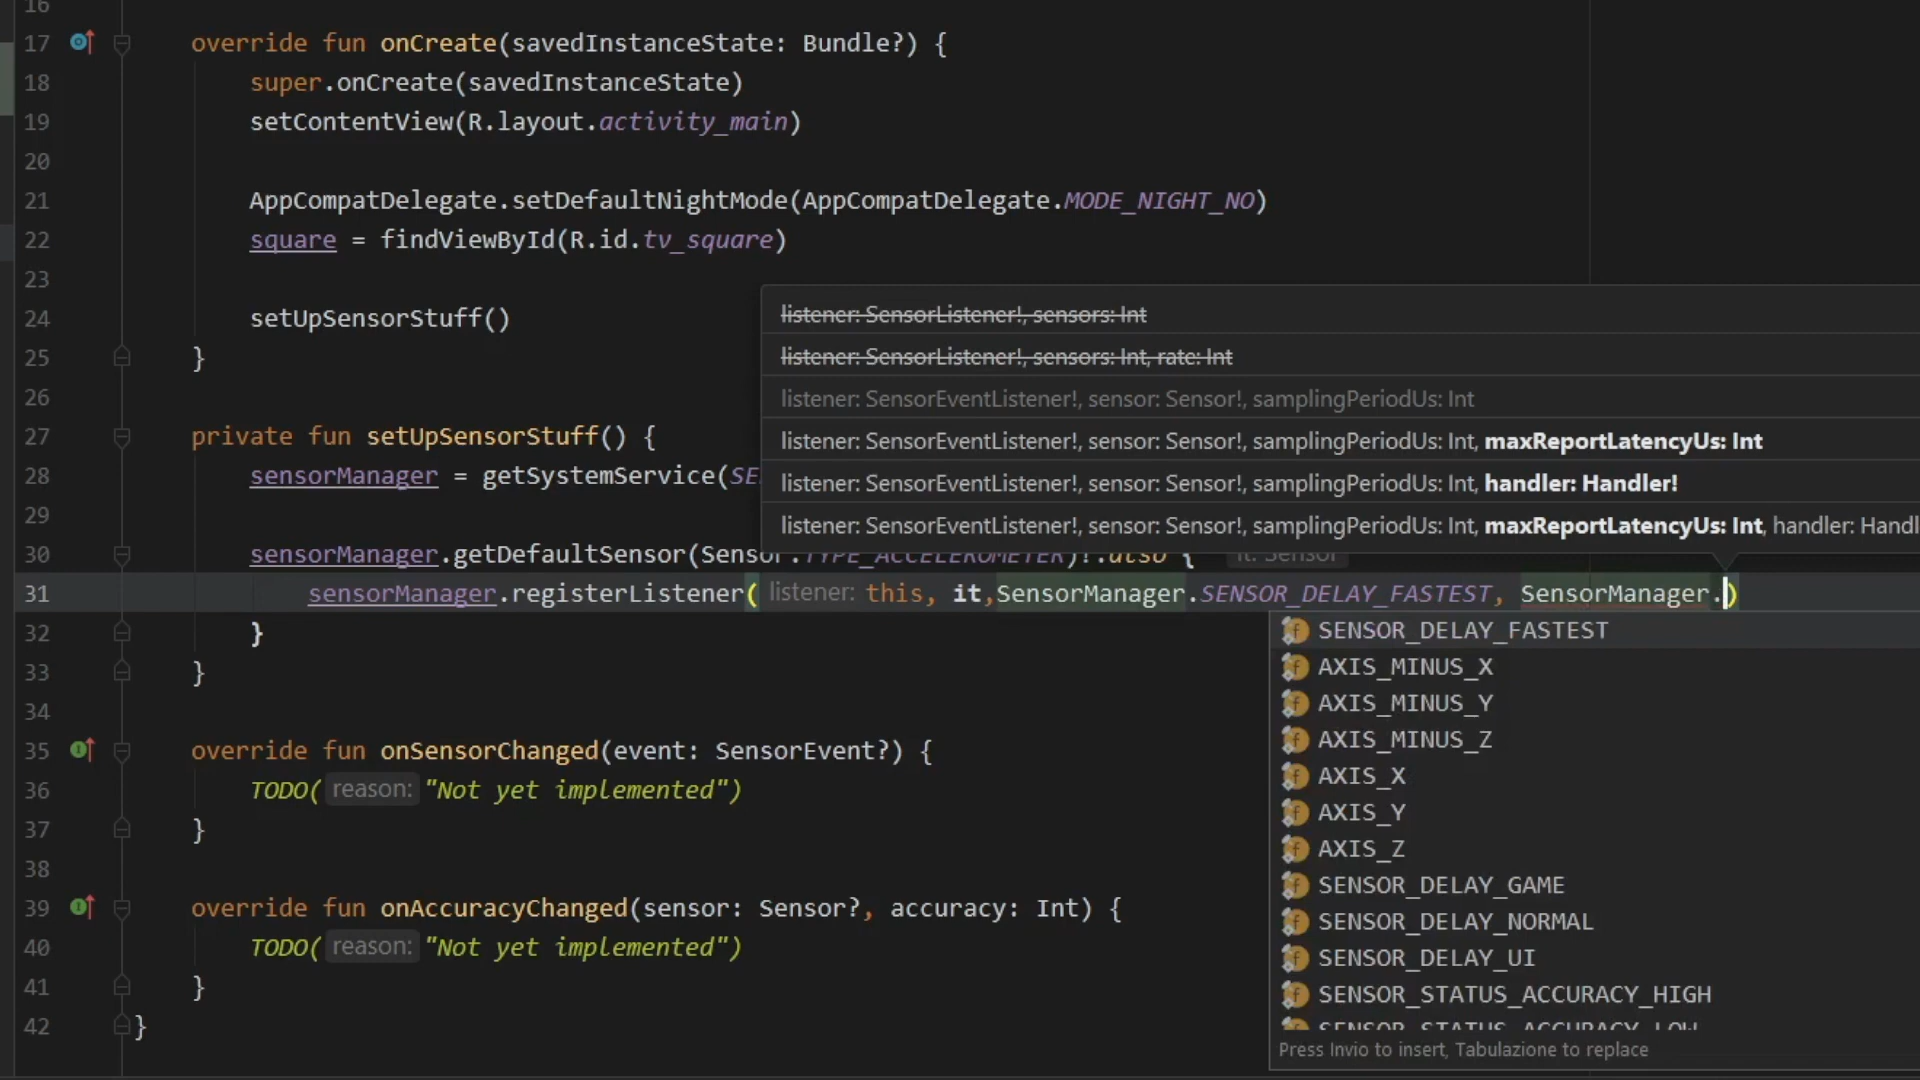 16
17 override fun onCreate(savedInstanceState: Bundle?) {
18 super.onCreate(savedInstanceState)
19 setContentView(R.layout.activity_main)
20
21 AppCompatDelegate.setDefaultNightMode(AppCompatDelegate.MODE_NIGHT_NO)
22 square = findViewById(R.id.tv_square)
23
24 setUpSensorStuff()
25 }
26
27 private fun setUpSensorStuff() {
28 sensorManager = getSystemService(SE
29
30 sensorManager.getDefaultSensor(Sensor.TYPE_ACCELEROMETER)?.also { it: Sensor
31 sensorManager.registerListener( listener: this, it,SensorManager.SENSOR_DELAY_FASTEST, SensorManager.)
32 }
33 }
34
35 override fun onSensorChanged(event: SensorEvent?) {
36 TODO( reason: "Not yet implemented")
37 }
38
39 override fun onAccuracyChanged(sensor: Sensor?, accuracy: Int) {
40 TODO( reason: "Not yet implemented")
41 }
42 }
listener: SensorListener!, sensors: Int
listener: SensorListener!, sensors: Int, rate: Int
listener: SensorEventListener!, sensor: Sensor!, samplingPeriodUs: Int
listener: SensorEventListener!, sensor: Sensor!, samplingPeriodUs: Int, maxReportLatencyUs: Int
listener: SensorEventListener!, sensor: Sensor!, samplingPeriodUs: Int, handler: Handler!
listener: SensorEventListener!, sensor: Sensor!, samplingPeriodUs: Int, maxReportLatencyUs: Int, handler: Handl
SENSOR_DELAY_FASTEST
AXIS_MINUS_X
AXIS_MINUS_Y
AXIS_MINUS_Z
AXIS_X
AXIS_Y
AXIS_Z
SENSOR_DELAY_GAME
SENSOR_DELAY_NORMAL
SENSOR_DELAY_UI
SENSOR_STATUS_ACCURACY_HIGH
SENSOR_STATUS_ACCURACY_LOW
Press Invio to insert, Tabulazione to replace